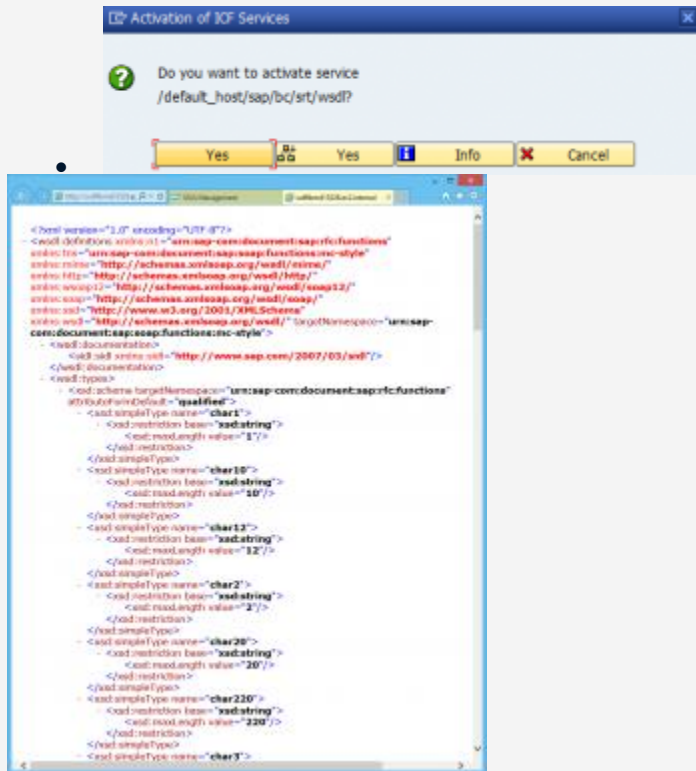 Activation of ICF Services
Do you want to activate service
/default_host/sap/bc/srt/wsdl?
Yes
Yes
Info
Cancel
<?xml version="1.0" encoding="UTF-8"?>
- <wsdl:definitions xmlns:n1="urn:sap-com:document:sap:rfc:functions"
xmlns:tns="urn:sap-com:document:sap:soap:functions:mc-style"
xmlns:mime="http://schemas.xmlsoap.org/wsdl/mime/"
xmlns:http="http://schemas.xmlsoap.org/wsdl/http/"
xmlns:wsoap12="http://schemas.xmlsoap.org/wsdl/soap12/"
xmlns:soap="http://schemas.xmlsoap.org/wsdl/soap/"
xmlns:xsd="http://www.w3.org/2001/XMLSchema"
xmlns:wsdl="http://schemas.xmlsoap.org/wsdl/" targetNamespace="urn:sap-
com:document:sap:soap:functions:mc-style">
- <wsdl:documentation>
<sidl:sidl xmlns:sidl="http://www.sap.com/2007/03/sidl"/>
</wsdl:documentation>
- <wsdl:types>
- <xsd:schema targetNamespace="urn:sap-com:document:sap:rfc:functions"
attributeFormDefault="qualified">
- <xsd:simpleType name="char1">
- <xsd:restriction base="xsd:string">
<xsd:maxLength value="1"/>
</xsd:restriction>
</xsd:simpleType>
- <xsd:simpleType name="char10">
- <xsd:restriction base="xsd:string">
<xsd:maxLength value="10"/>
</xsd:restriction>
</xsd:simpleType>
- <xsd:simpleType name="char12">
- <xsd:restriction base="xsd:string">
<xsd:maxLength value="12"/>
</xsd:restriction>
</xsd:simpleType>
- <xsd:simpleType name="char2">
- <xsd:restriction base="xsd:string">
<xsd:maxLength value="2"/>
</xsd:restriction>
</xsd:simpleType>
- <xsd:simpleType name="char20">
- <xsd:restriction base="xsd:string">
<xsd:maxLength value="20"/>
</xsd:restriction>
</xsd:simpleType>
- <xsd:simpleType name="char220">
- <xsd:restriction base="xsd:string">
<xsd:maxLength value="220"/>
</xsd:restriction>
</xsd:simpleType>
- <xsd:simpleType name="char3">